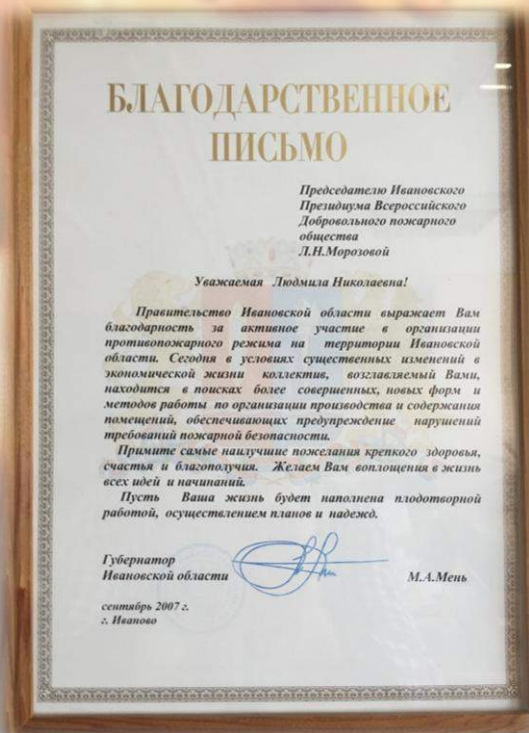 БЛАГОДАРСТВЕННОЕ
ПИСЬМО
Председателю Ивановского
Президиума Всероссийского
Добровольного пожарного
общества
Л.Н.Морозовой
Уважаемая Людмила Николаевна!
Правительство Ивановской области выражает Вам
благодарность за активное участие в организации
противопожарного режима на территории Ивановской
области. Сегодня в условиях существенных изменений в
экономической жизни коллектив, возглавляемый Вами,
находится в поисках более совершенных, новых форм и
методов работы по организации производства и содержания
помещений, обеспечивающих предупреждение нарушений
требований пожарной безопасности.
Примите самые наилучшие пожелания крепкого здоровья,
счастья и благополучия. Желаем Вам воплощения в жизнь
всех идей и начинаний.
Пусть Ваша жизнь будет наполнена плодотворной
работой, осуществлением планов и надежд.
Губернатор
Ивановской области М.А.Мень
сентябрь 2007 г.
г. Иваново